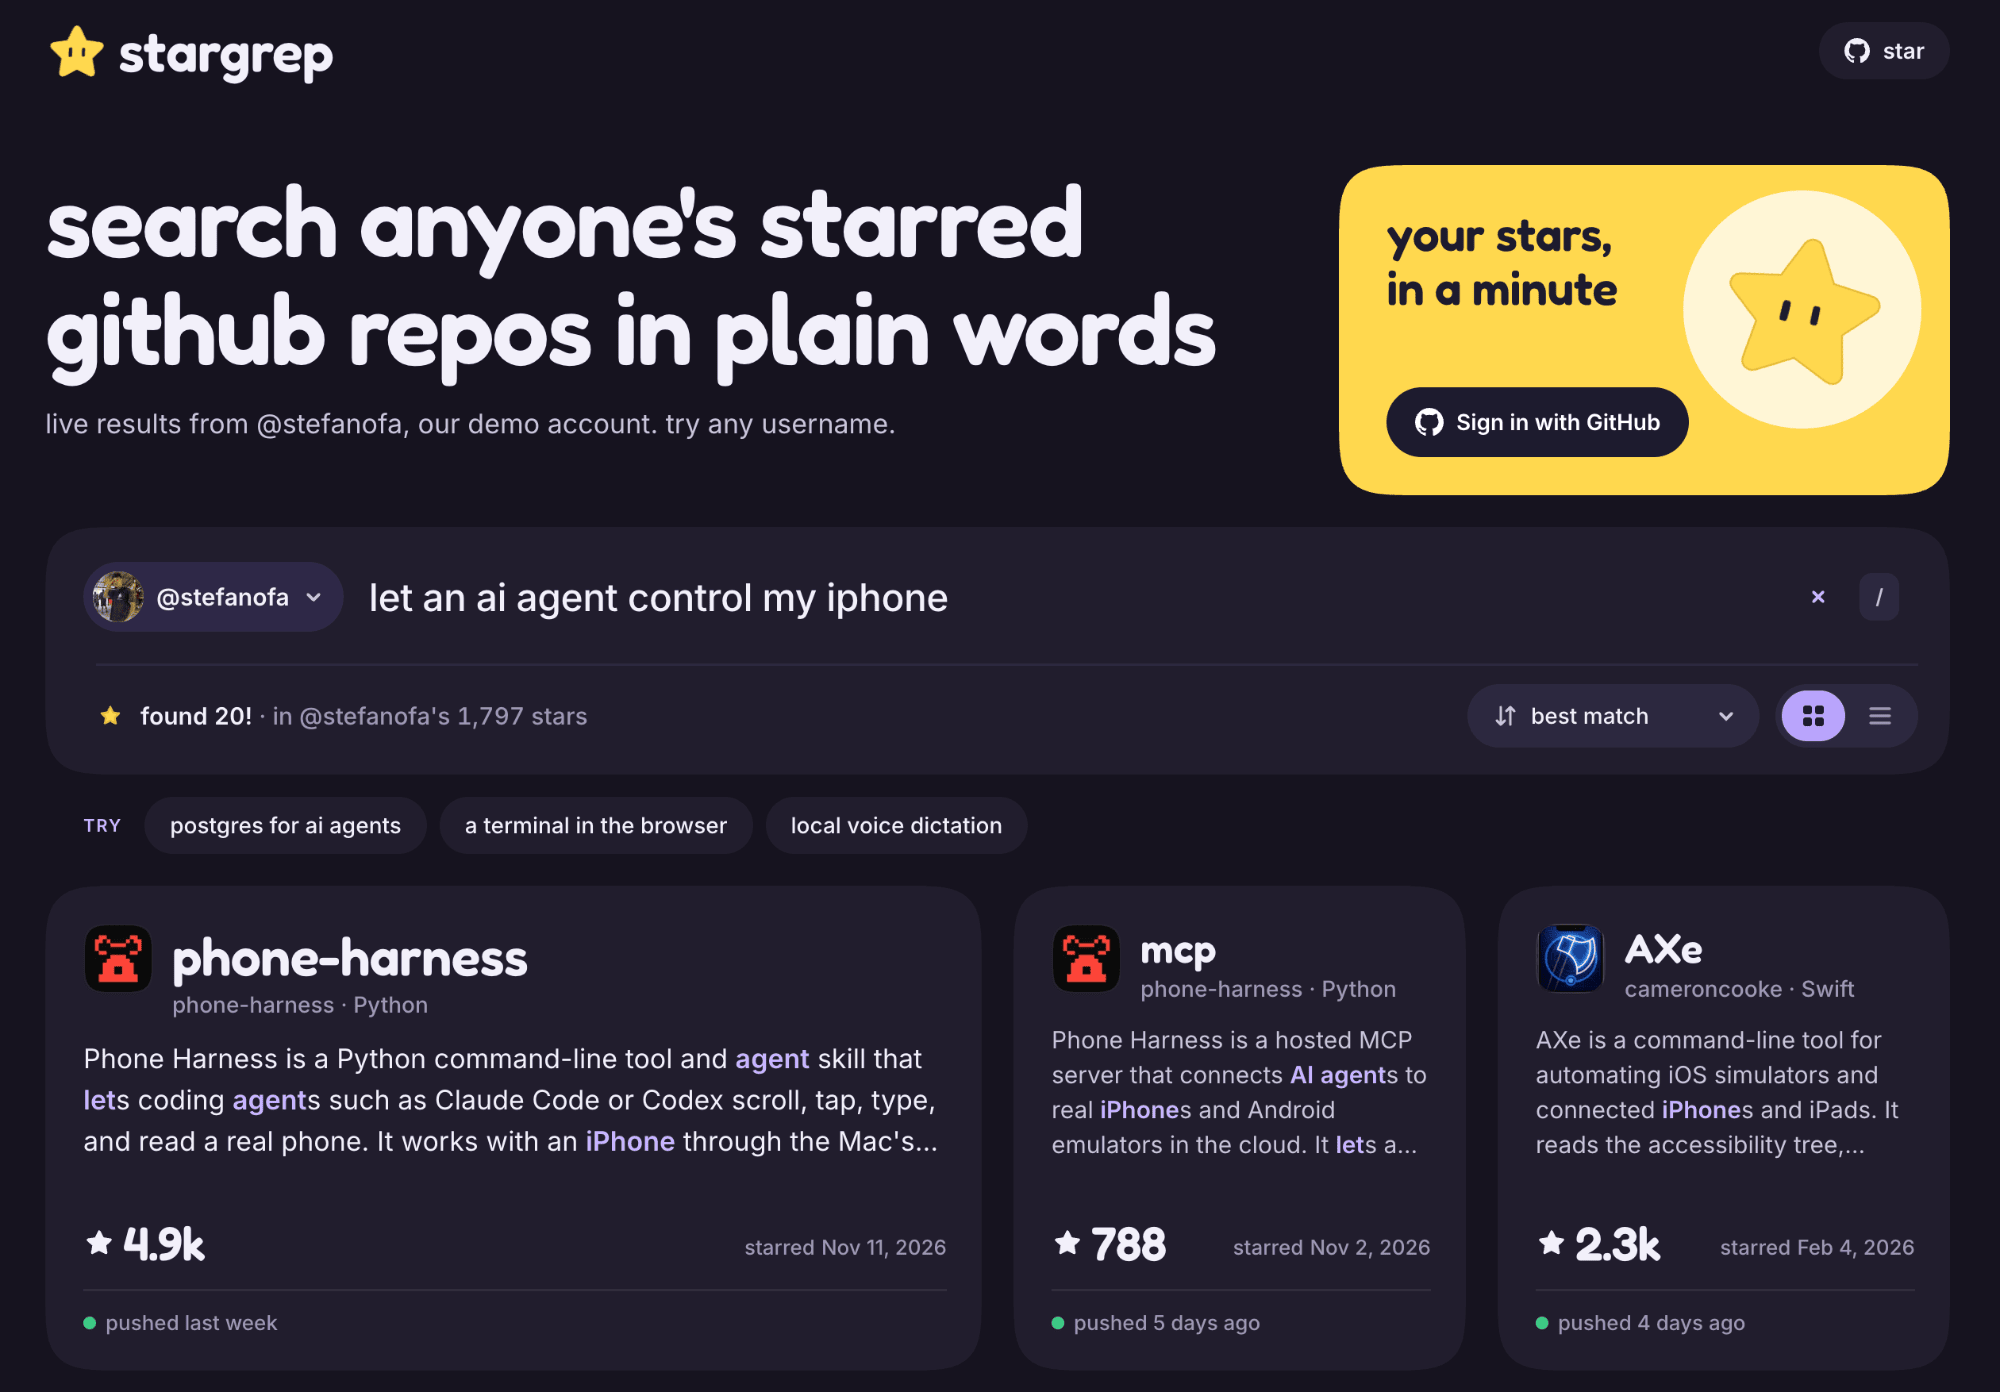 stargrep
star
search anyone's starred
github repos in plain words
live results from @stefanofa, our demo account. try any username.
your stars,
in a minute
Sign in with GitHub
@stefanofa
let an ai agent control my iphone
×
/
found 20! · in @stefanofa's 1,797 stars
best match
TRY
postgres for ai agents
a terminal in the browser
local voice dictation
phone-harness
phone-harness · Python
Phone Harness is a Python command-line tool and agent skill that
lets coding agents such as Claude Code or Codex scroll, tap, type,
and read a real phone. It works with an iPhone through the Mac's...
4.9k
starred Nov 11, 2026
pushed last week
mcp
phone-harness · Python
Phone Harness is a hosted MCP
server that connects AI agents to
real iPhones and Android
emulators in the cloud. It lets a...
788
starred Nov 2, 2026
pushed 5 days ago
AXe
cameroncooke · Swift
AXe is a command-line tool for
automating iOS simulators and
connected iPhones and iPads. It
reads the accessibility tree,...
2.3k
starred Feb 4, 2026
pushed 4 days ago